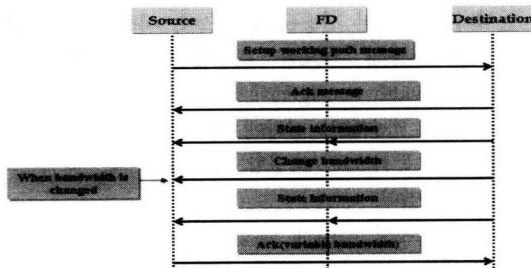 Source
FD
Destination
Setup working path message
Ack message
State information
Change bandwidth
When bandwidth is
changed
State Information
Ack(variable bandwidth)